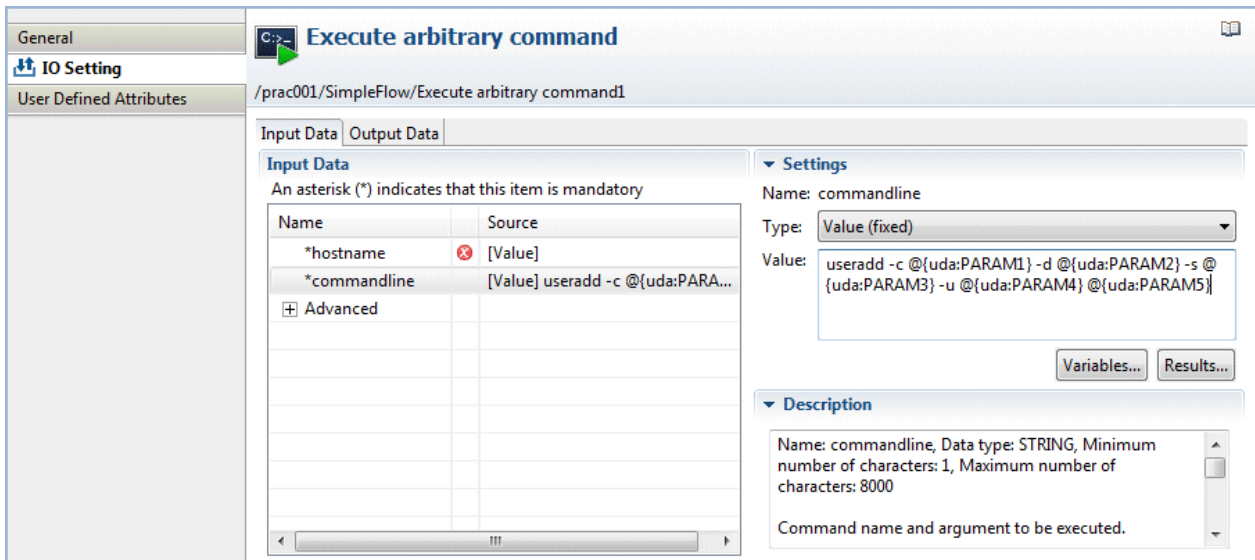 General
IO Setting
User Defined Attributes
C:>_
Execute arbitrary command
/prac001/SimpleFlow/Execute arbitrary command1
Input Data Output Data
Input Data
An asterisk (*) indicates that this item is mandatory
Name Source
*hostname [Value]
*commandline [Value] useradd -c @{uda:PARA...
Advanced
Settings
Name: commandline
Type: Value (fixed)
Value: useradd -c @{uda:PARAM1} -d @{uda:PARAM2} -s @
{uda:PARAM3} -u @{uda:PARAM4} @{uda:PARAM5}
Variables... Results...
Description
Name: commandline, Data type: STRING, Minimum
number of characters: 1, Maximum number of
characters: 8000
Command name and argument to be executed.